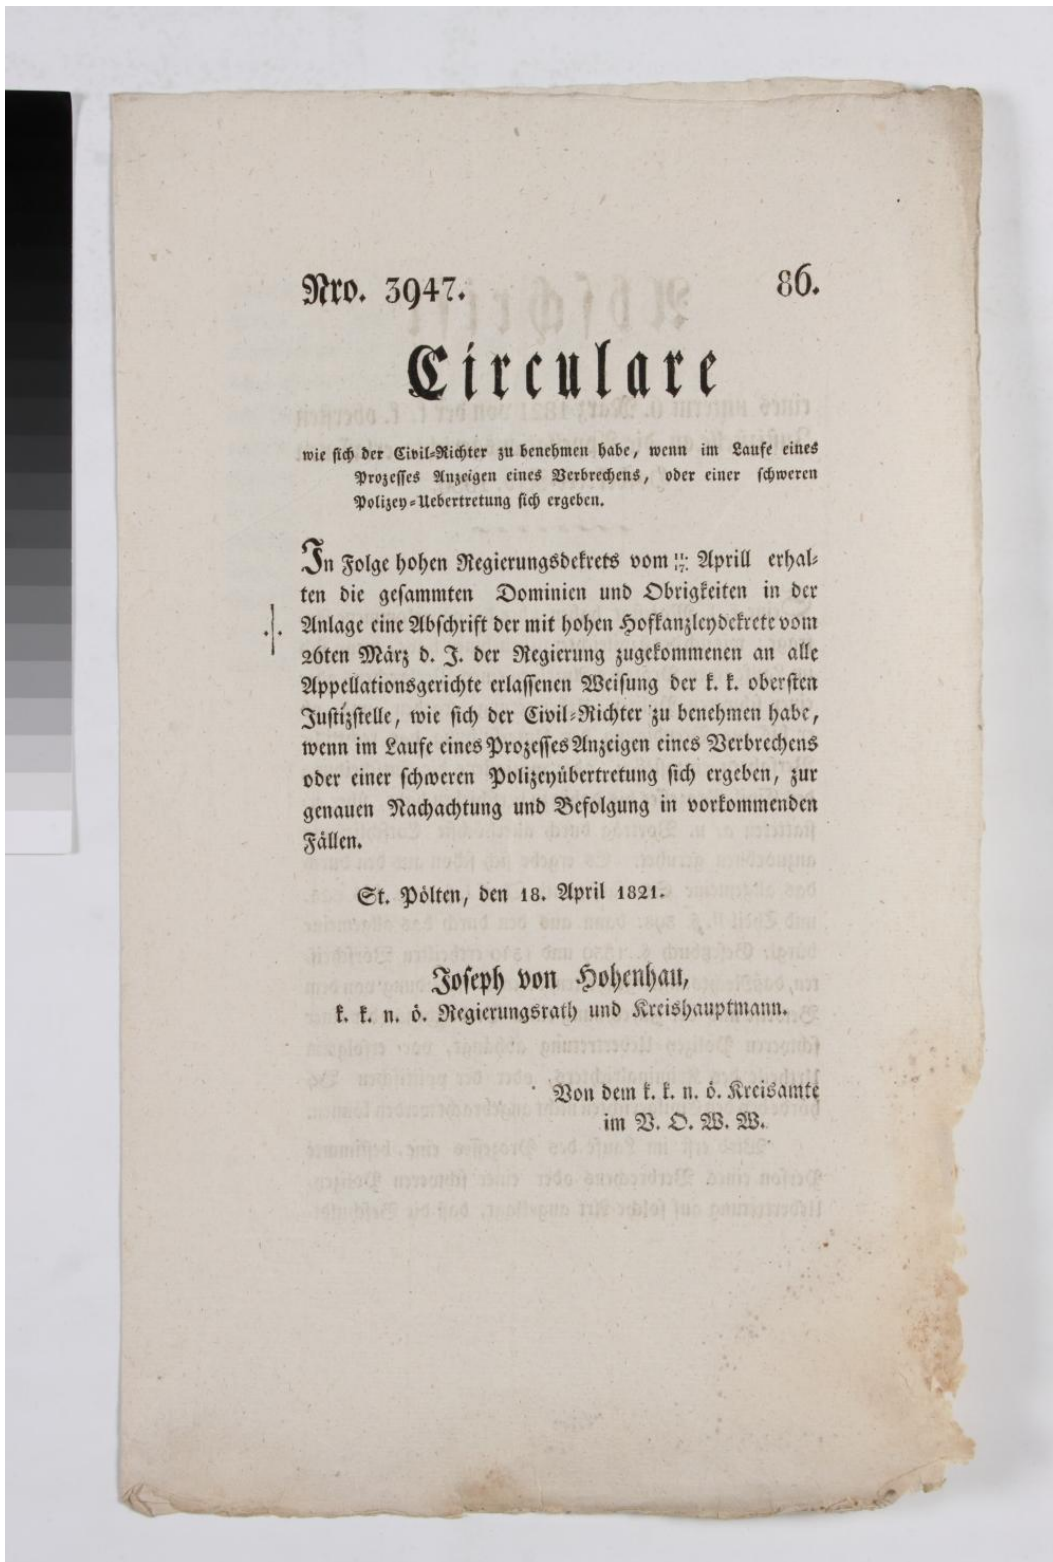 Nro. 3947. 86.
Circulare
wie sich der Civil-Richter zu benehmen habe, wenn im Laufe eines
Prozesses Anzeigen eines Verbrechens, oder einer schweren
Polizey-Uebertretung sich ergeben.
In Folge hohen Regierungsdekrets vom 11/17. Aprill erhal-
ten die gesammten Dominien und Obrigkeiten in der
Anlage eine Abschrift der mit hohen Hofkanzleydekrete vom
26ten März d. J. der Regierung zugekommenen an alle
Appellationsgerichte erlassenen Weisung der k. k. obersten
Justizstelle, wie sich der Civil-Richter zu benehmen habe,
wenn im Laufe eines Prozesses Anzeigen eines Verbrechens
oder einer schweren Polizeyübertretung sich ergeben, zur
genauen Nachachtung und Befolgung in vorkommenden
Fällen.
St. Pölten, den 18. April 1821.
Joseph von Hohenhau,
k. k. n. ö. Regierungsrath und Kreishauptmann.
Von dem k. k. n. ö. Kreisamte
im V. O. W. W.